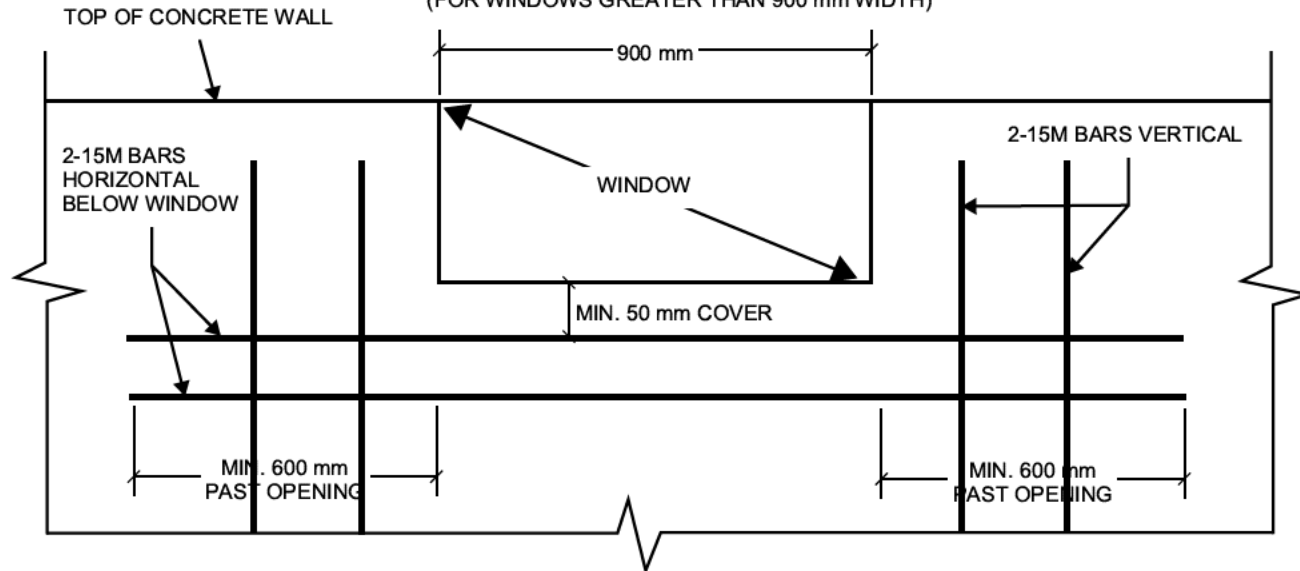 (FOR WINDOWS GREATER THAN 900 mm WIDTH)
TOP OF CONCRETE WALL
900 mm
2-15M BARS
HORIZONTAL
BELOW WINDOW
2-15M BARS VERTICAL
WINDOW
MIN. 50 mm COVER
MIN. 600 mm
PAST OPENING
MIN. 600 mm
PAST OPENING